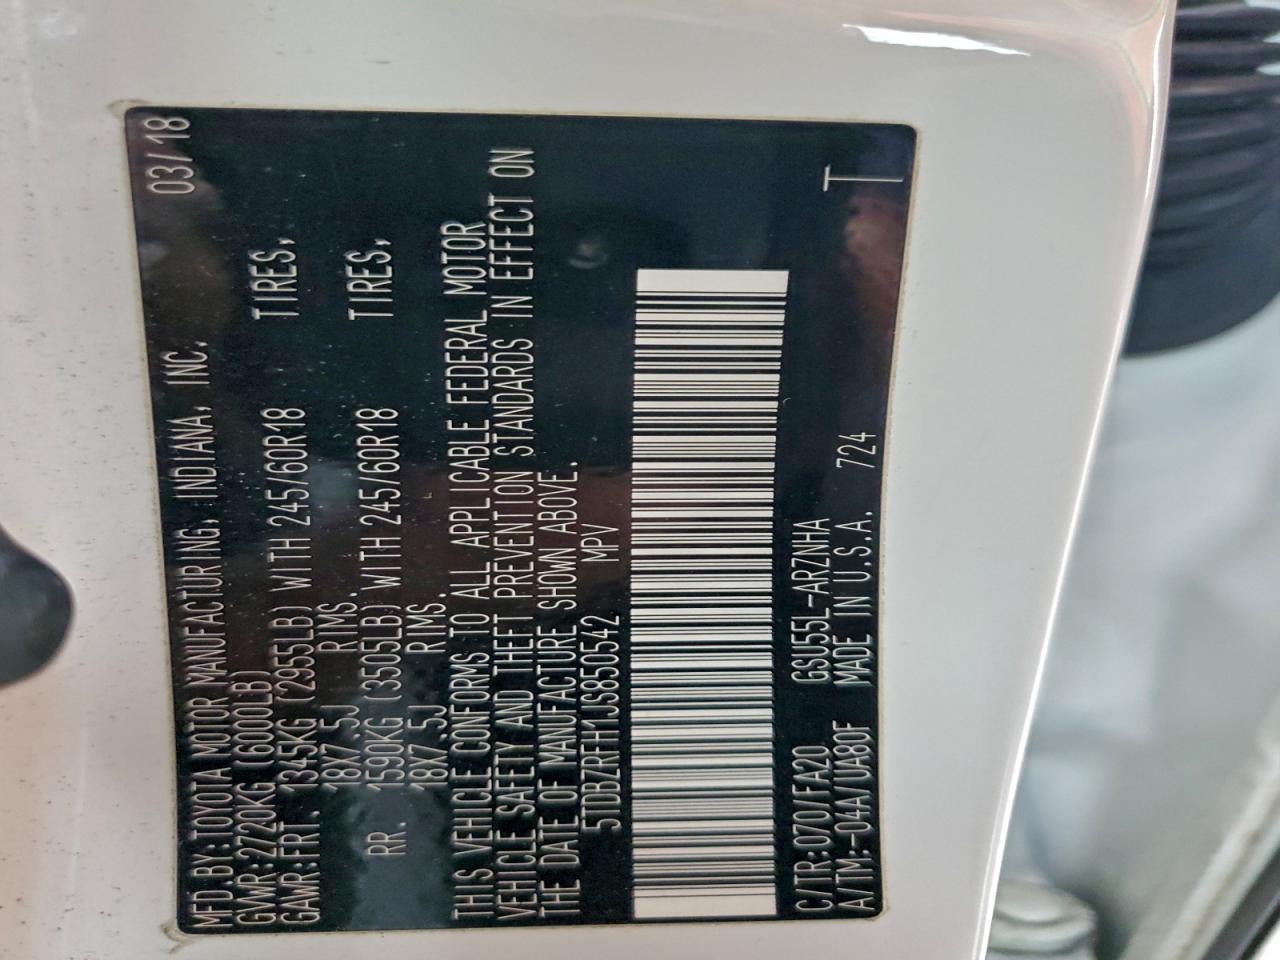 MFD BY:TOYOTA MOTOR MANUFACTURING, INDIANA, INC. 03/18
GVWR:2720KG (6000LB)
GAWR:FRT. 1345KG (2955LB) WITH 245/60R18 TIRES,
18X7.5J RIMS.
RR. 1590KG (3505LB) WITH 245/60R18 TIRES,
18X7.5J RIMS.
THIS VEHICLE CONFORMS TO ALL APPLICABLE FEDERAL MOTOR
VEHICLE SAFETY AND THEFT PREVENTION STANDARDS IN EFFECT ON
THE DATE OF MANUFACTURE SHOWN ABOVE.
5TDBZRFH1JS850542 MPV
C/TR:070/FA20 GSU55L-ARZNHA
A/TM:-04A/UA80F MADE IN U.S.A. 724 T